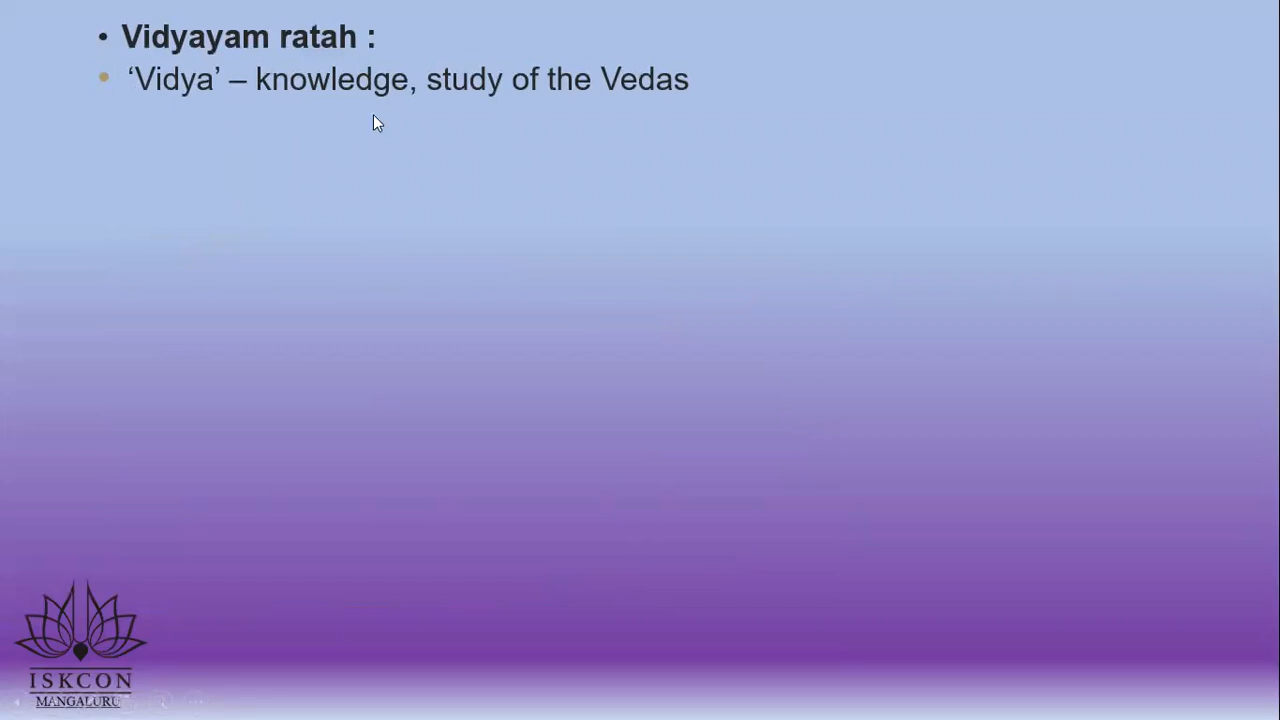 • Vidyayam ratah :
• ‘Vidya’ – knowledge, study of the Vedas
ISKCON
MANGALURU